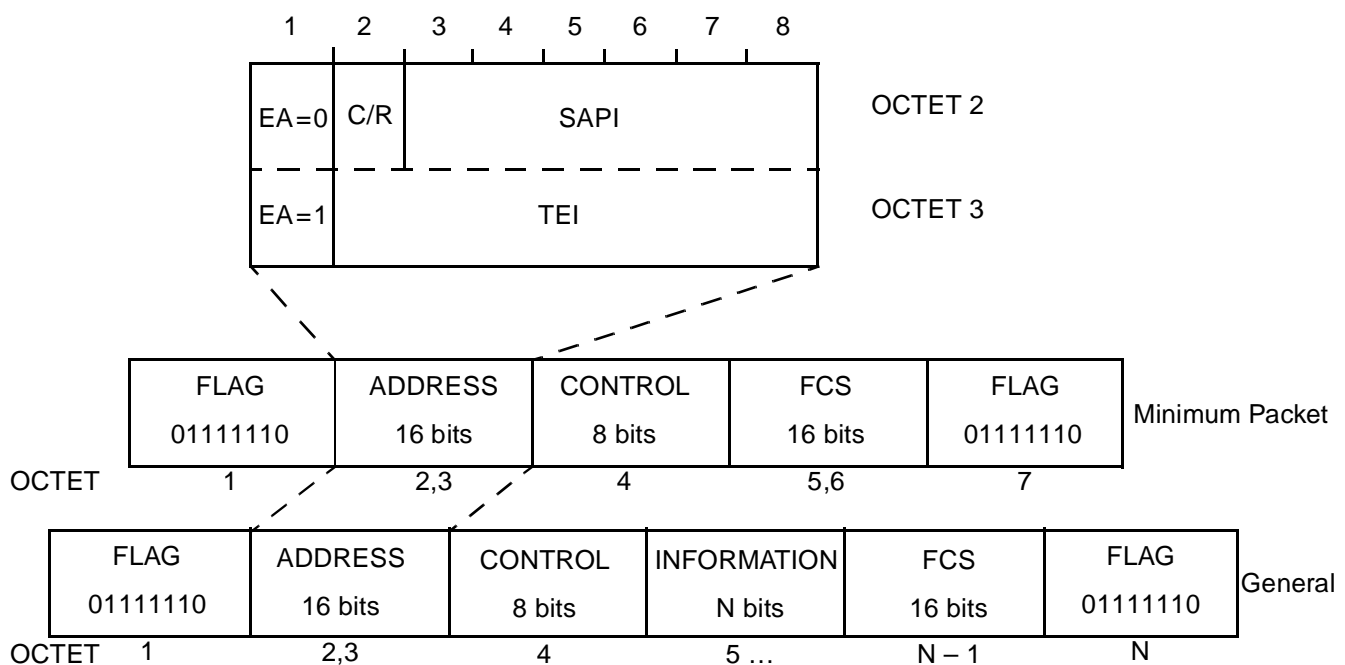 1 2 3 4 5 6 7 8
EA=0 C/R SAPI OCTET 2
EA=1 TEI OCTET 3
FLAG ADDRESS CONTROL FCS FLAG
01111110 16 bits 8 bits 16 bits 01111110
Minimum Packet
OCTET 1 2,3 4 5,6 7
FLAG ADDRESS CONTROL INFORMATION FCS FLAG
01111110 16 bits 8 bits N bits 16 bits 01111110
General
OCTET 1 2,3 4 5 … N – 1 N